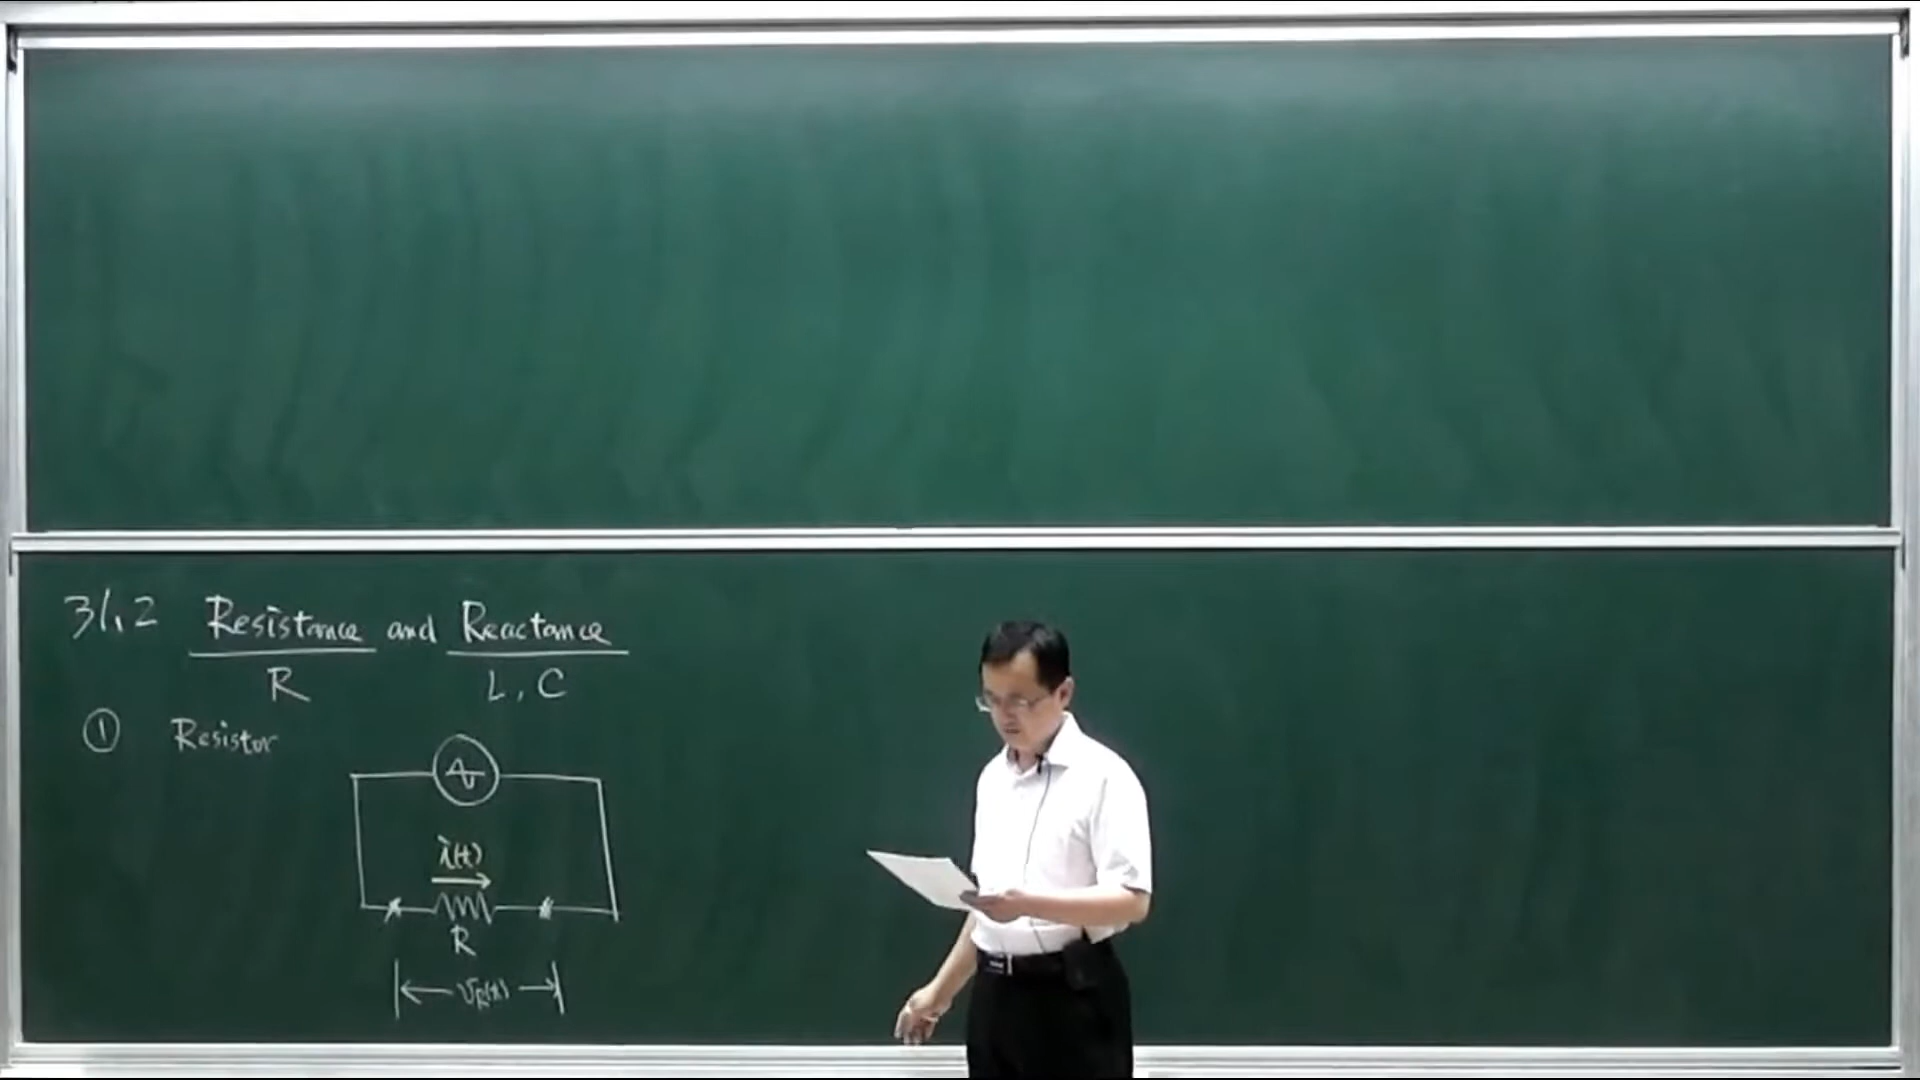 31.2 Resistance and Reactance
R L, C
① Resistor
i(t)
R
v_R(t)